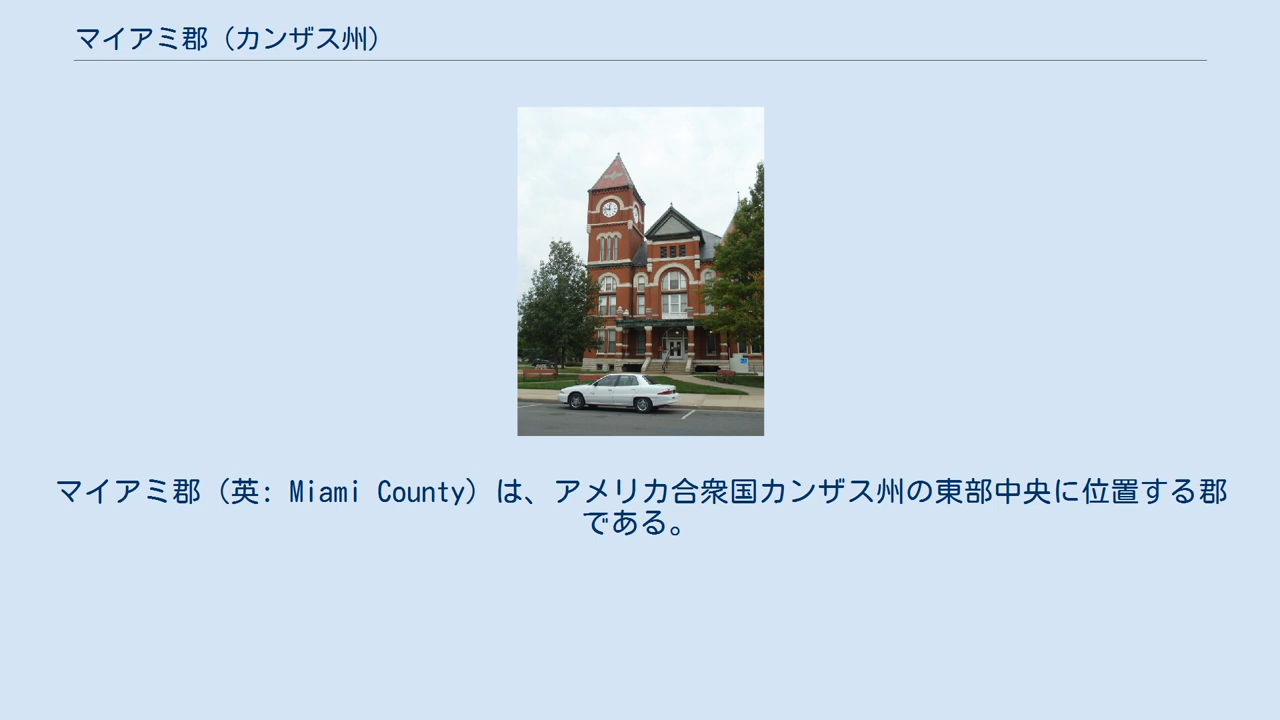 マイアミ郡（カンザス州）
マイアミ郡（英: Miami County）は、アメリカ合衆国カンザス州の東部中央に位置する郡
である。